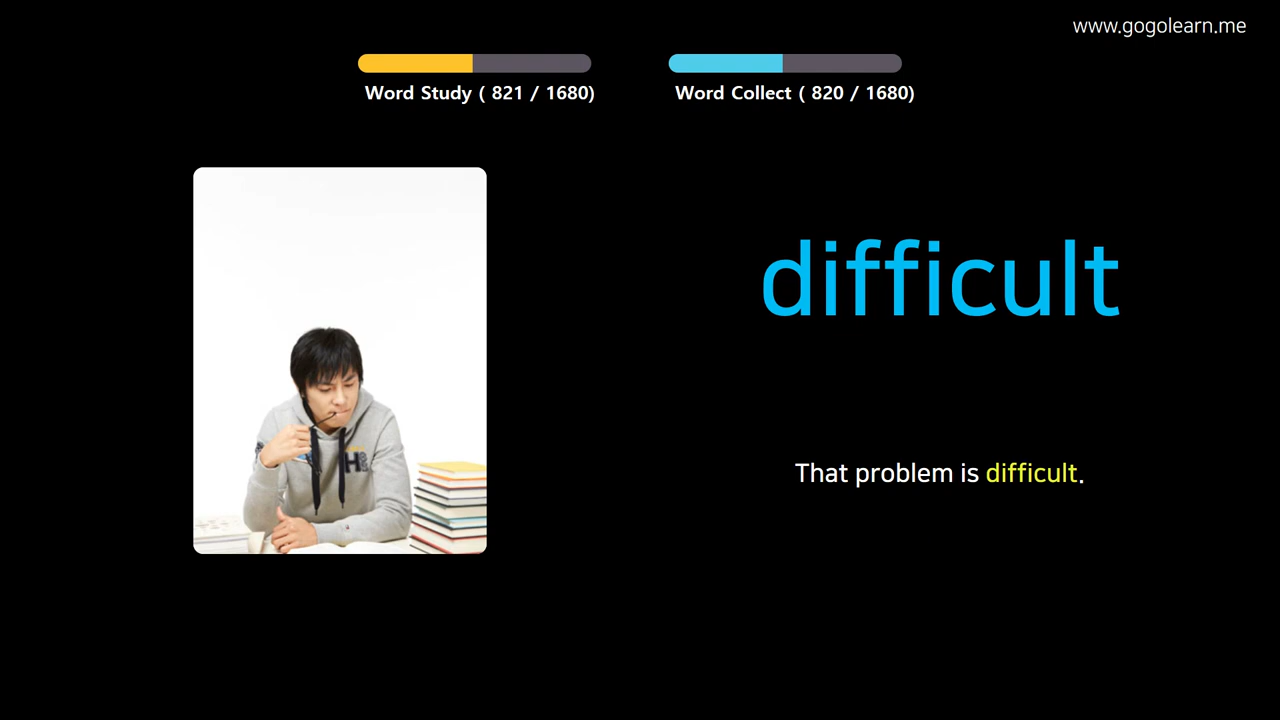 www.gogolearn.me
Word Study ( 821 / 1680)
Word Collect ( 820 / 1680)
difficult
That problem is difficult.
H